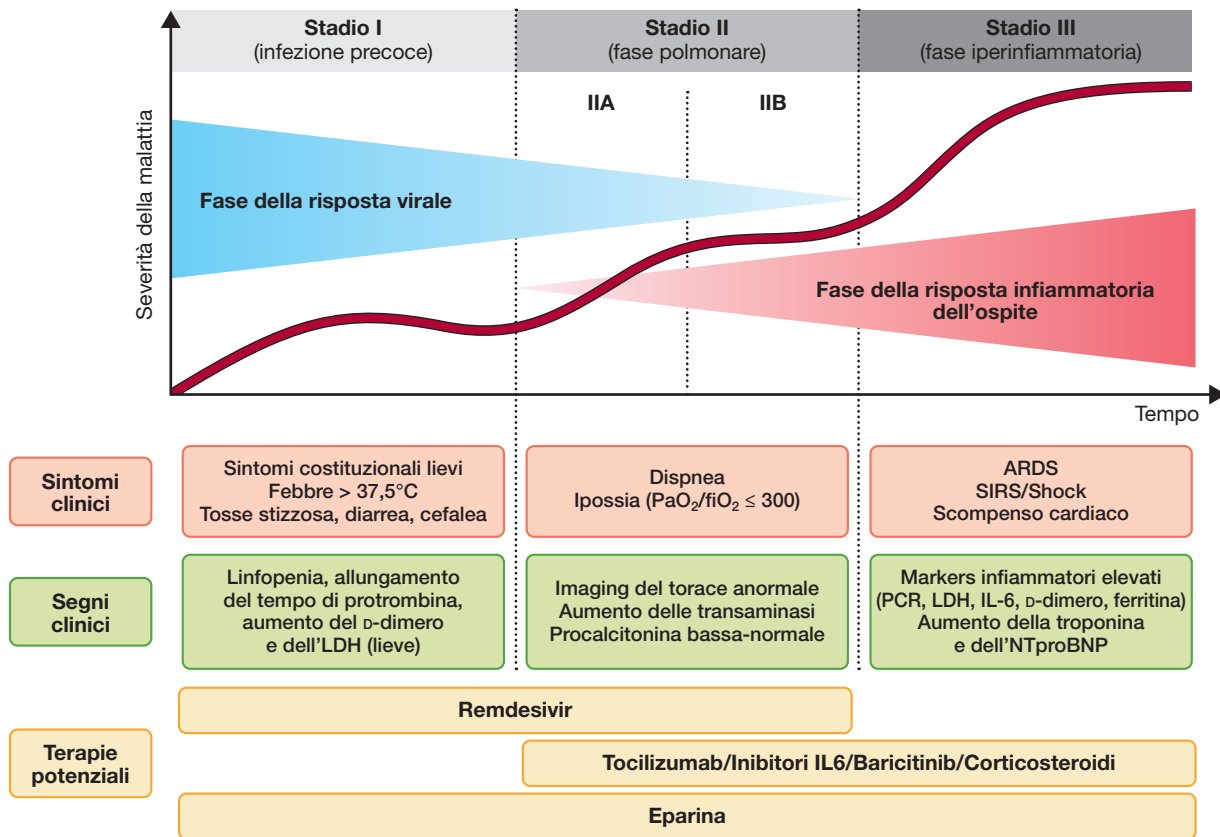 Stadio I
(infezione precoce)
Stadio II
(fase polmonare)
Stadio III
(fase iperinfiammatoria)
IIA
IIB
Severità della malattia
Fase della risposta virale
Fase della risposta infiammatoria
dell'ospite
Tempo
Sintomi
clinici
Sintomi costituzionali lievi
Febbre > 37,5°C
Tosse stizzosa, diarrea, cefalea
Dispnea
Ipossia (PaO₂/fiO₂ ≤ 300)
ARDS
SIRS/Shock
Scompenso cardiaco
Segni
clinici
Linfopenia, allungamento
del tempo di protrombina,
aumento del D-dimero
e dell'LDH (lieve)
Imaging del torace anormale
Aumento delle transaminasi
Procalcitonina bassa-normale
Markers infiammatori elevati
(PCR, LDH, IL-6, D-dimero, ferritina)
Aumento della troponina
e dell'NTproBNP
Terapie
potenziali
Remdesivir
Tocilizumab/Inibitori IL6/Baricitinib/Corticosteroidi
Eparina